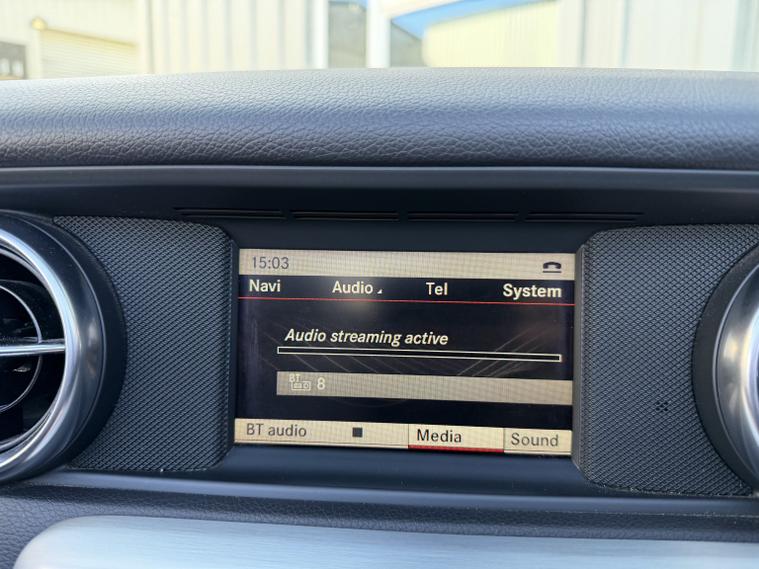 15:03
Navi Audio Tel System
Audio streaming active
BT 8
BT audio Media Sound